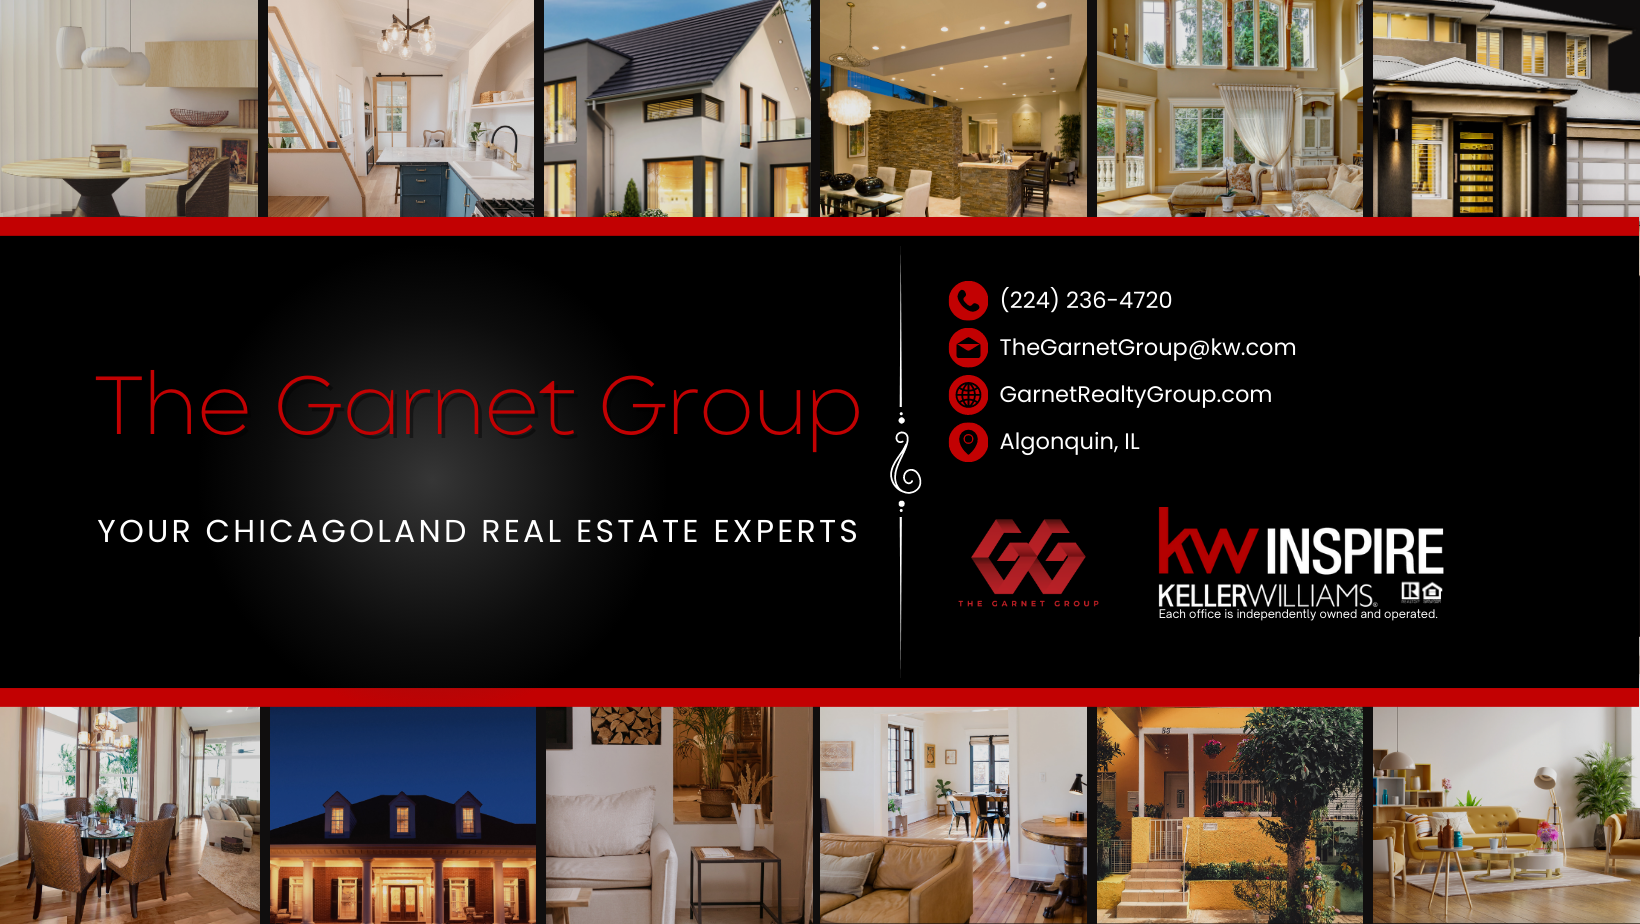 The Garnet Group
YOUR CHICAGOLAND REAL ESTATE EXPERTS
(224) 236-4720
TheGarnetGroup@kw.com
GarnetRealtyGroup.com
Algonquin, IL
THE GARNET GROUP
kw INSPIRE
KELLERWILLIAMS®
Each office is independently owned and operated.
55